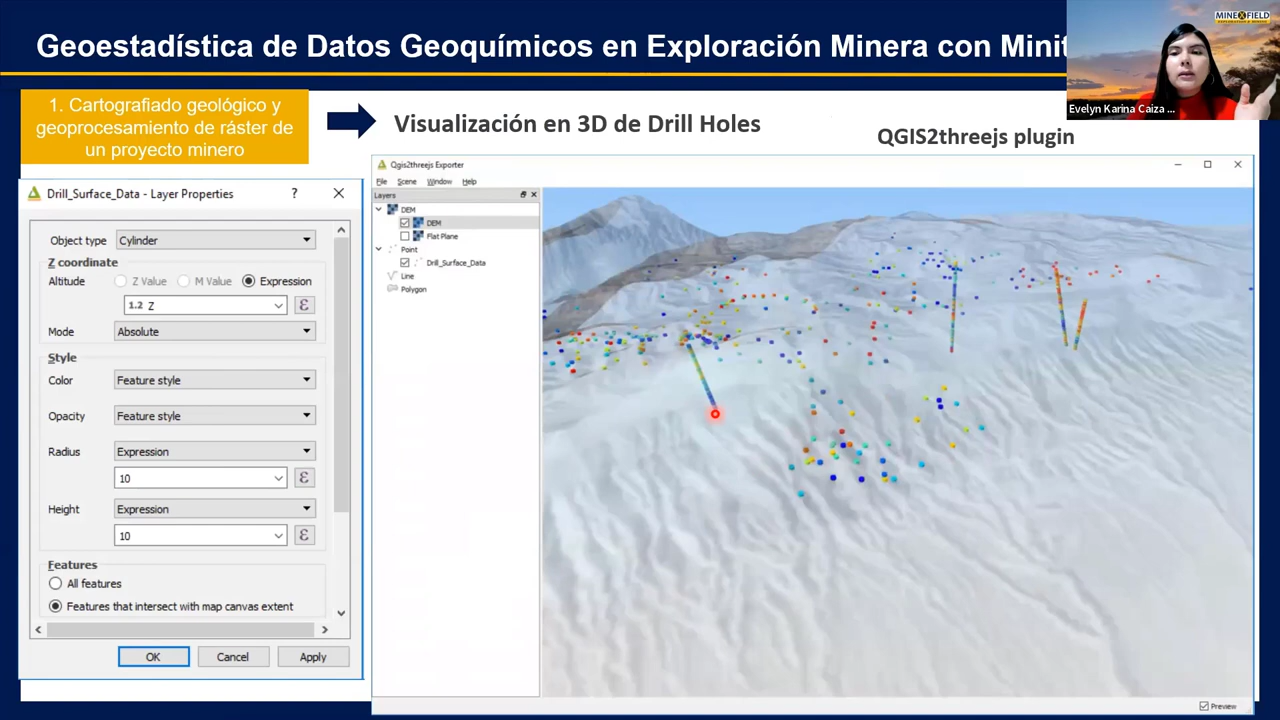 Geoestadística de Datos Geoquímicos en Exploración Minera con Minit
MINEXFIELD
Evelyn Karina Caiza ...
1. Cartografiado geológico y
geoprocesamiento de ráster de
un proyecto minero
Visualización en 3D de Drill Holes
QGIS2threejs plugin
Drill_Surface_Data - Layer Properties
?
Object type
Cylinder
Z coordinate
Altitude
Z Value
M Value
Expression
1.2 Z
ε
Mode
Absolute
Style
Color
Feature style
Opacity
Feature style
Radius
Expression
10
ε
Height
Expression
10
ε
Features
All features
Features that intersect with map canvas extent
OK
Cancel
Apply
Qgis2threejs Exporter
File Scene Window Help
Layers
DEM
DEM
Flat Plane
Point
Drill_Surface_Data
Line
Polygon
Preview